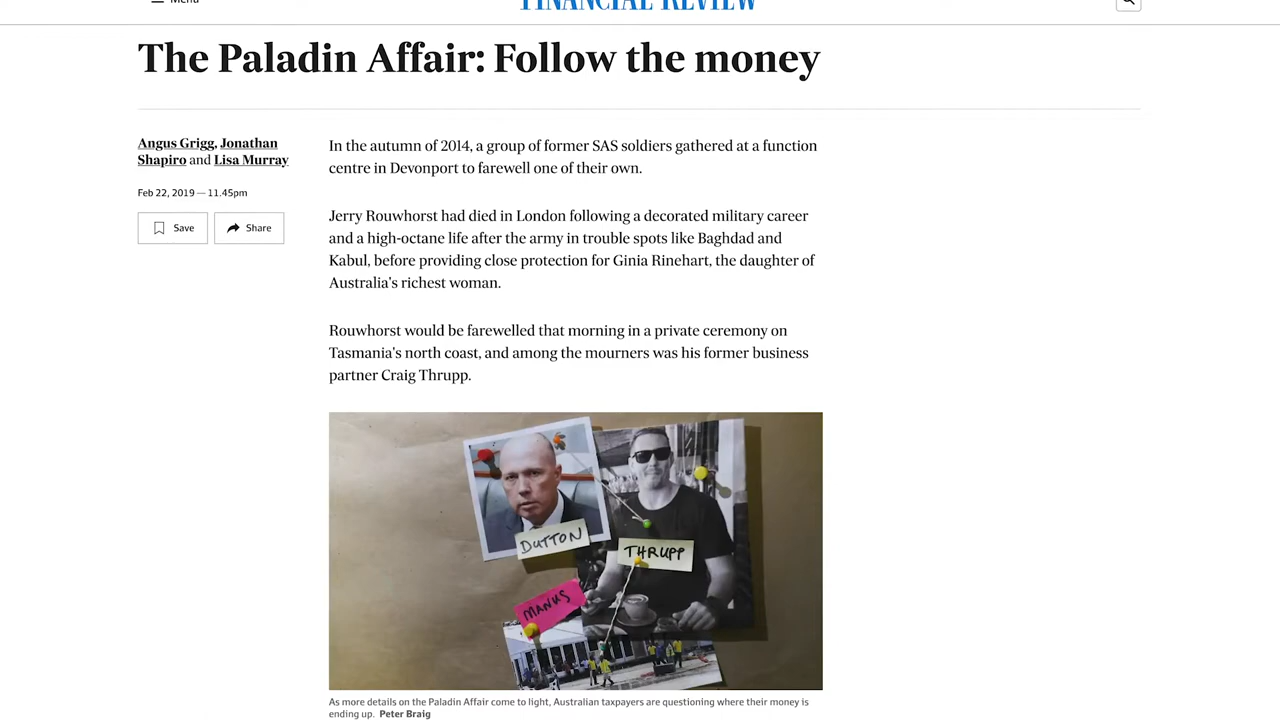 Menu
FINANCIAL REVIEW
The Paladin Affair: Follow the money
Angus Grigg, Jonathan
Shapiro and Lisa Murray
Feb 22, 2019 — 11.45pm
Save
Share
In the autumn of 2014, a group of former SAS soldiers gathered at a function
centre in Devonport to farewell one of their own.
Jerry Rouwhorst had died in London following a decorated military career
and a high-octane life after the army in trouble spots like Baghdad and
Kabul, before providing close protection for Ginia Rinehart, the daughter of
Australia's richest woman.
Rouwhorst would be farewelled that morning in a private ceremony on
Tasmania's north coast, and among the mourners was his former business
partner Craig Thrupp.
DUTTON
THRUPP
MANUS
As more details on the Paladin Affair come to light, Australian taxpayers are questioning where their money is
ending up. Peter Braig